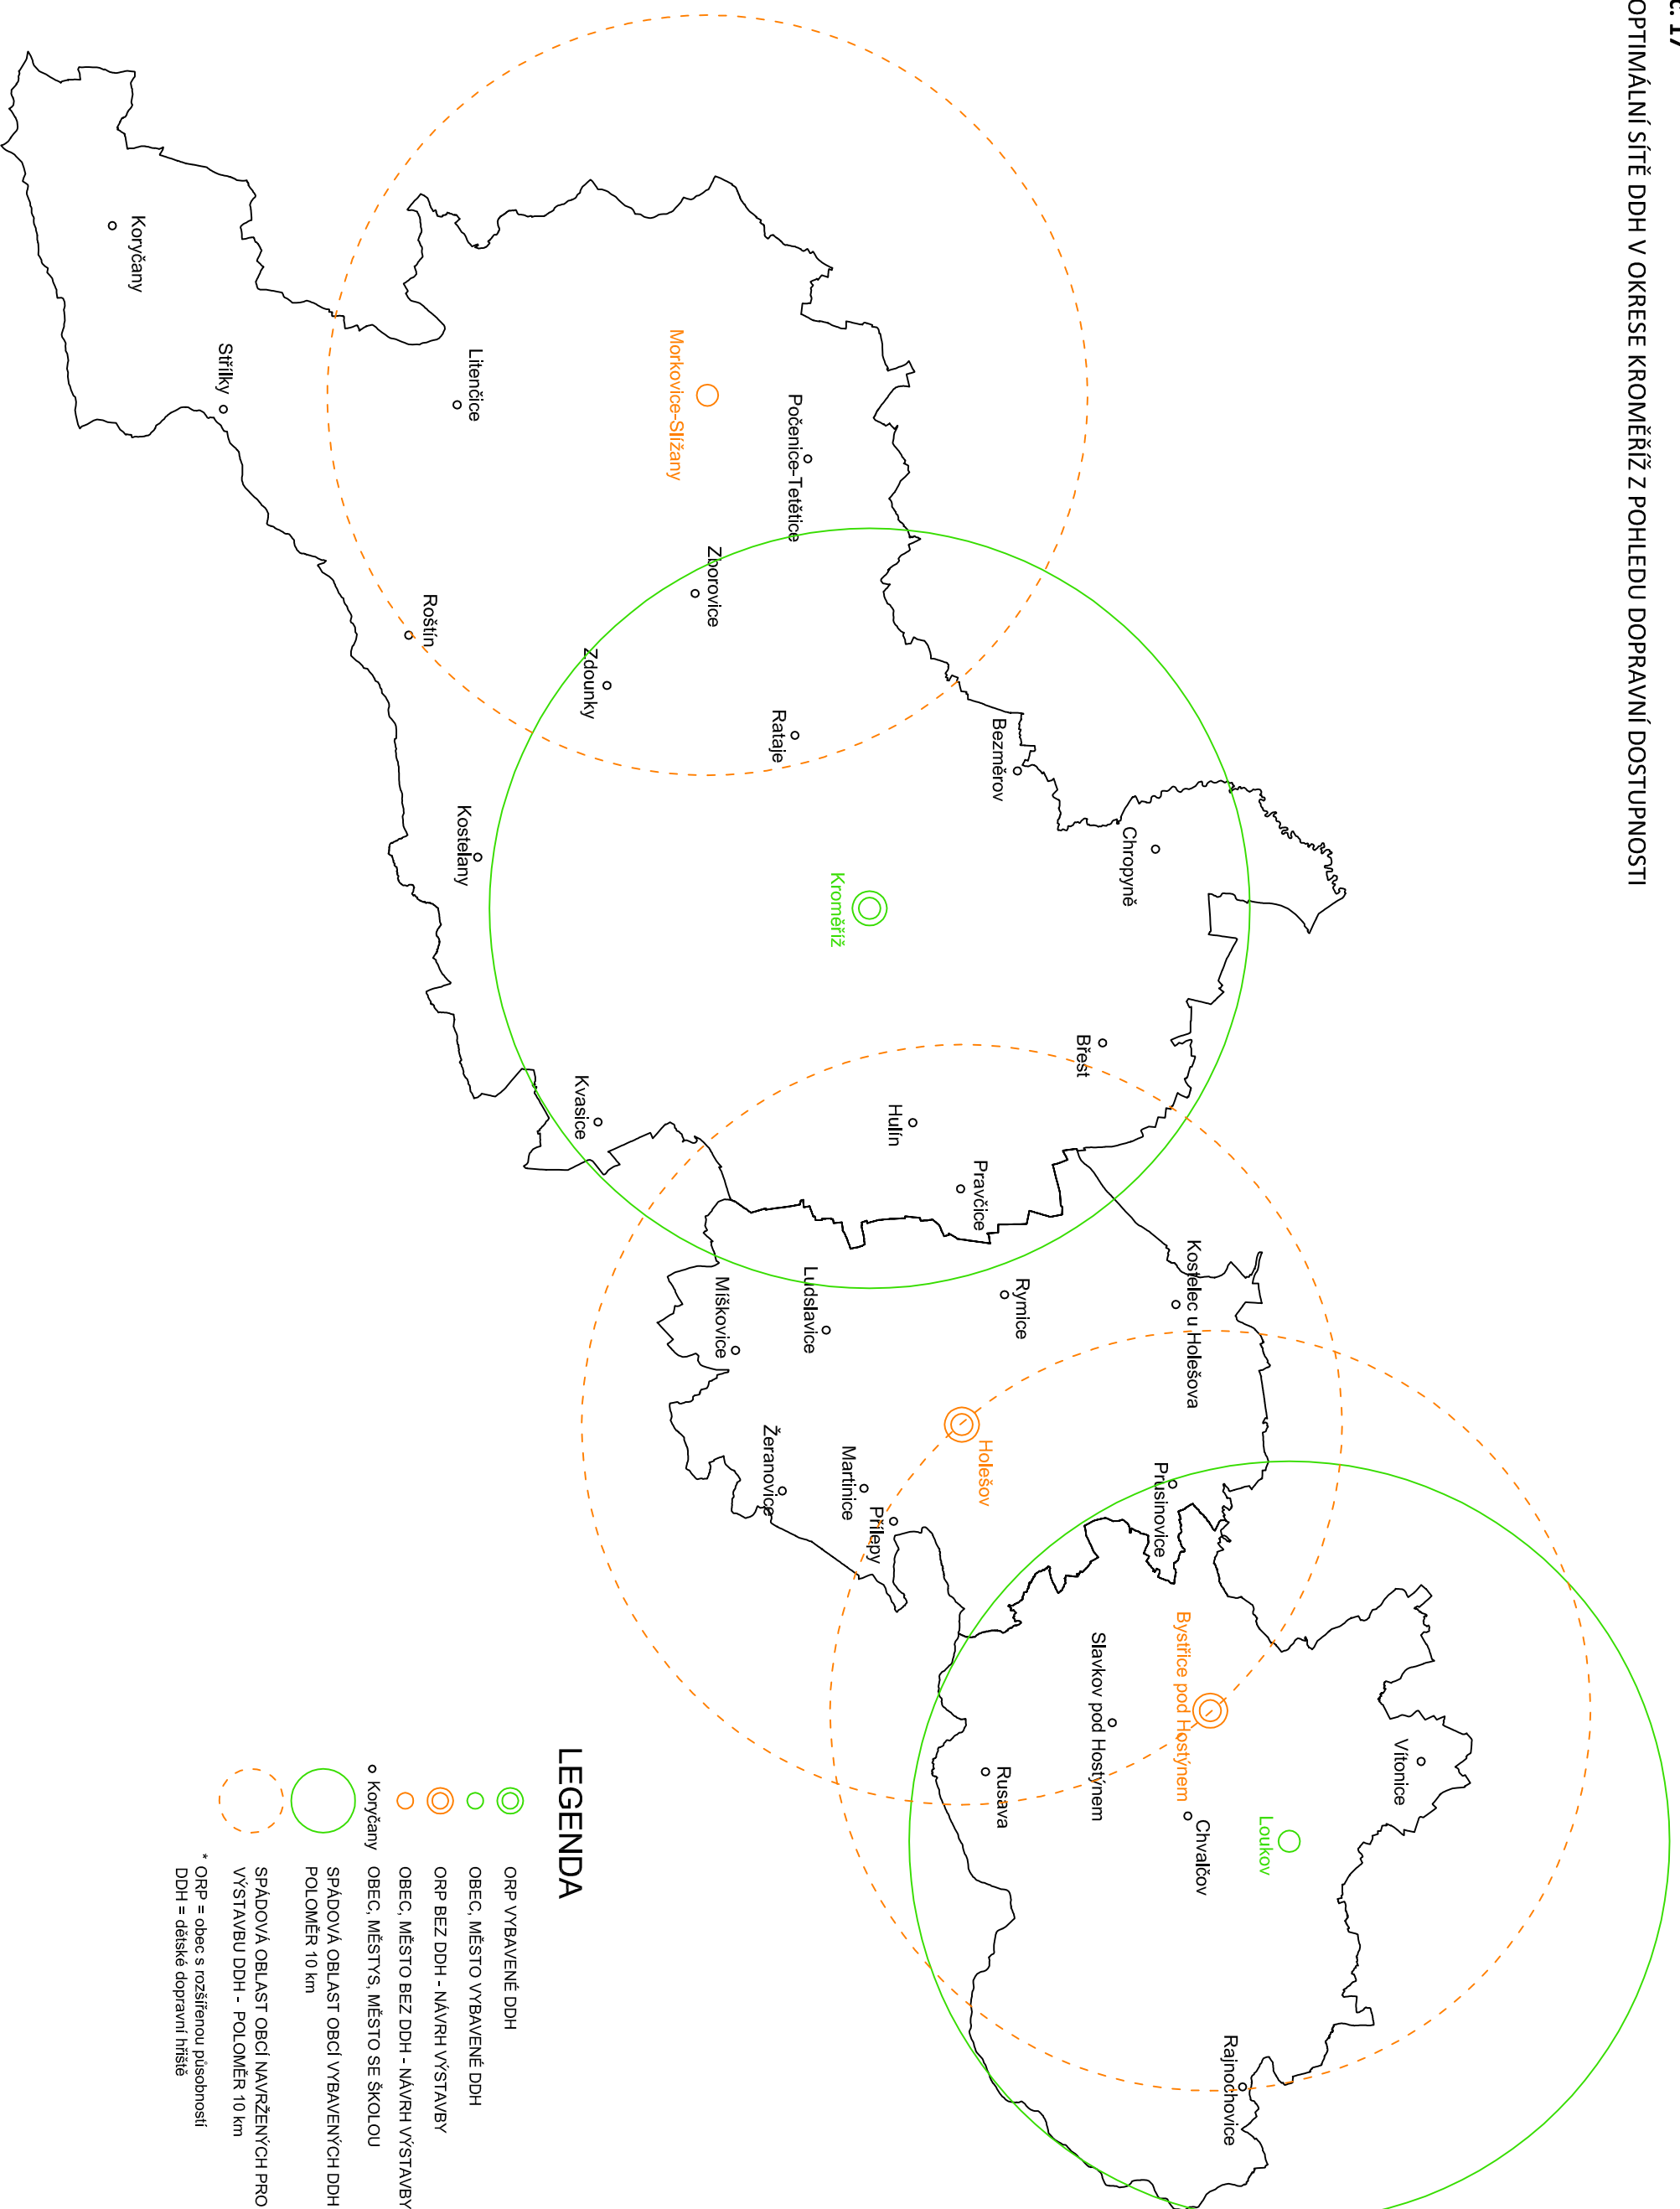 č. 17
OPTIMÁLNÍ SÍTĚ DDH V OKRESE KROMĚŘÍŽ Z POHLEDU DOPRAVNÍ DOSTUPNOSTI
Vítonice
Loukov
Rajnochovice
Chvalčov
Kostelec u Holešova
Bystřice pod Hostýnem
Prusinovice
Chropyně
Slavkov pod Hostýnem
Břest
Rymice
Rusava
Bezměrov
Holešov
Pravčice
Hulín
Přílepy
Martinice
Kroměříž
Ludslavice
Počenice-Tetětice
Rataje
Žeranovice
Míškovice
Zborovice
Morkovice-Slížany
Zdounky
Kvasice
Litenčice
Kostelany
Roštín
Střílky
Koryčany
LEGENDA
ORP VYBAVENÉ DDH
OBEC, MĚSTO VYBAVENÉ DDH
ORP BEZ DDH - NÁVRH VÝSTAVBY
OBEC, MĚSTO BEZ DDH - NÁVRH VÝSTAVBY
Koryčany OBEC, MĚSTYS, MĚSTO SE ŠKOLOU
SPÁDOVÁ OBLAST OBCÍ VYBAVENÝCH DDH
POLOMĚR 10 km
SPÁDOVÁ OBLAST OBCÍ NAVRŽENÝCH PRO
VÝSTAVBU DDH - POLOMĚR 10 km
* ORP = obec s rozšířenou působností
DDH = dětské dopravní hřiště